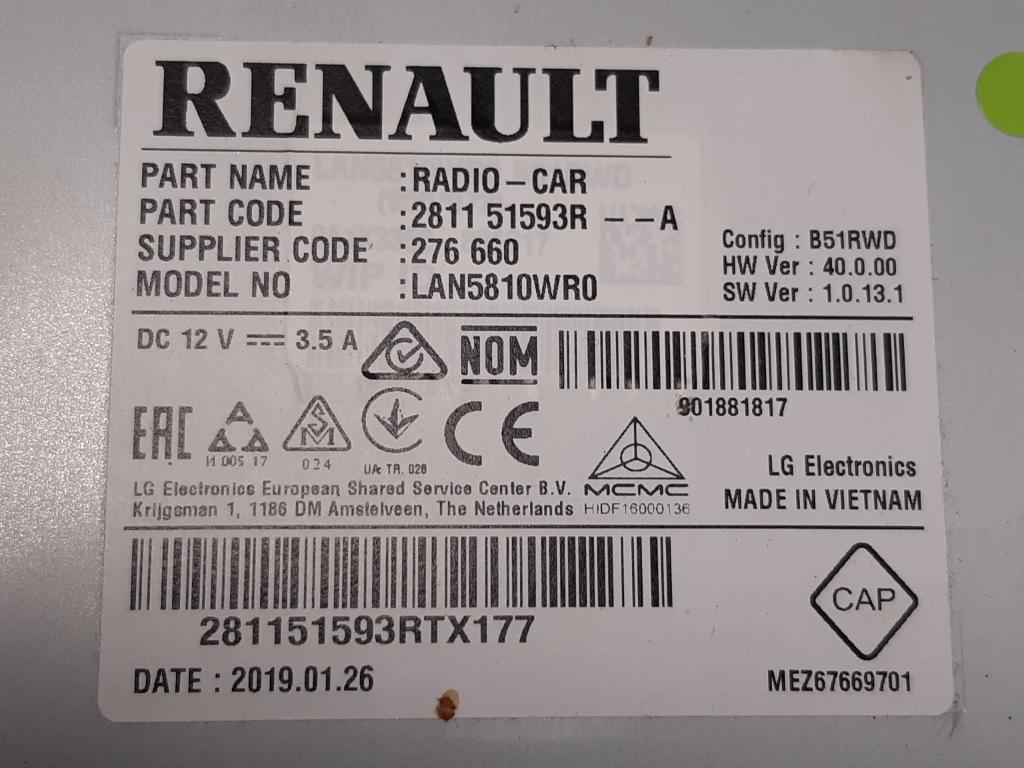 RENAULT
PART NAME :RADIO-CAR
PART CODE :2811 51593R --A
SUPPLIER CODE :276 660
MODEL NO :LAN5810WR0
Config : B51RWD
HW Ver : 40.0.00
SW Ver : 1.0.13.1
DC 12 V 3.5 A
NOM
901881817
EAC
И 005 17
SM
024
UA. TR. 028
CE
MCMC
HIDF16000136
LG Electronics European Shared Service Center B.V.
Krijgsman 1, 1186 DM Amstelveen, The Netherlands
LG Electronics
MADE IN VIETNAM
281151593RTX177
CAP
DATE : 2019.01.26
MEZ67669701